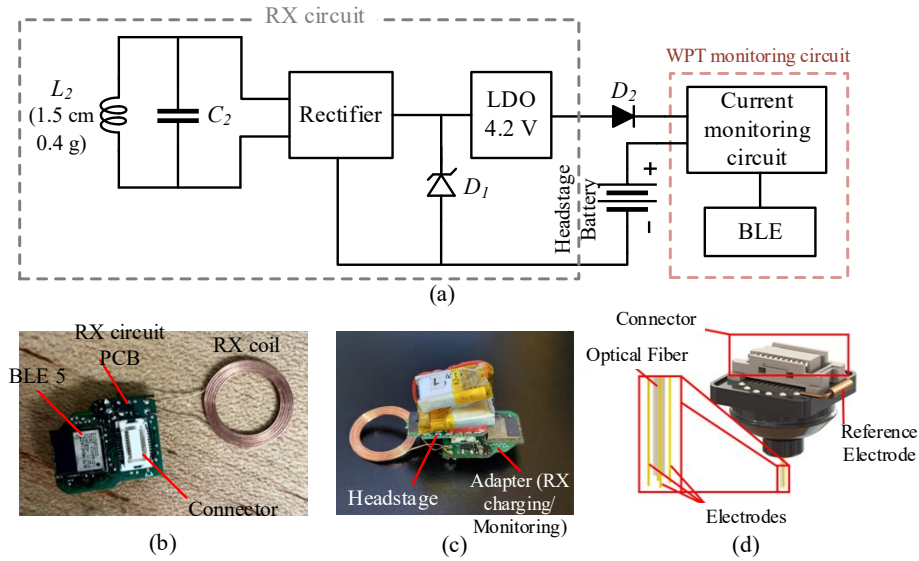 RX circuit
L2
(1.5 cm
0.4 g)
C2
Rectifier
LDO
4.2 V
D1
D2
Headstage
Battery
+
-
WPT monitoring circuit
Current
monitoring
circuit
BLE
(a)
RX circuit
PCB
BLE 5
RX coil
Connector
(b)
Headstage
Adapter (RX
charging/
Monitoring)
(c)
Connector
Optical Fiber
Reference
Electrode
Electrodes
(d)